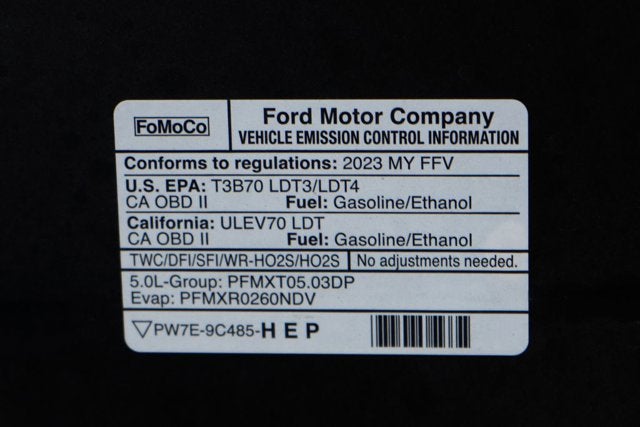 FoMoCo
Ford Motor Company
VEHICLE EMISSION CONTROL INFORMATION
Conforms to regulations: 2023 MY FFV
U.S. EPA: T3B70 LDT3/LDT4
CA OBD II Fuel: Gasoline/Ethanol
California: ULEV70 LDT
CA OBD II Fuel: Gasoline/Ethanol
TWC/DFI/SFI/WR-HO2S/HO2S No adjustments needed.
5.0L-Group: PFMXT05.03DP
Evap: PFMXR0260NDV
PW7E-9C485-HEP